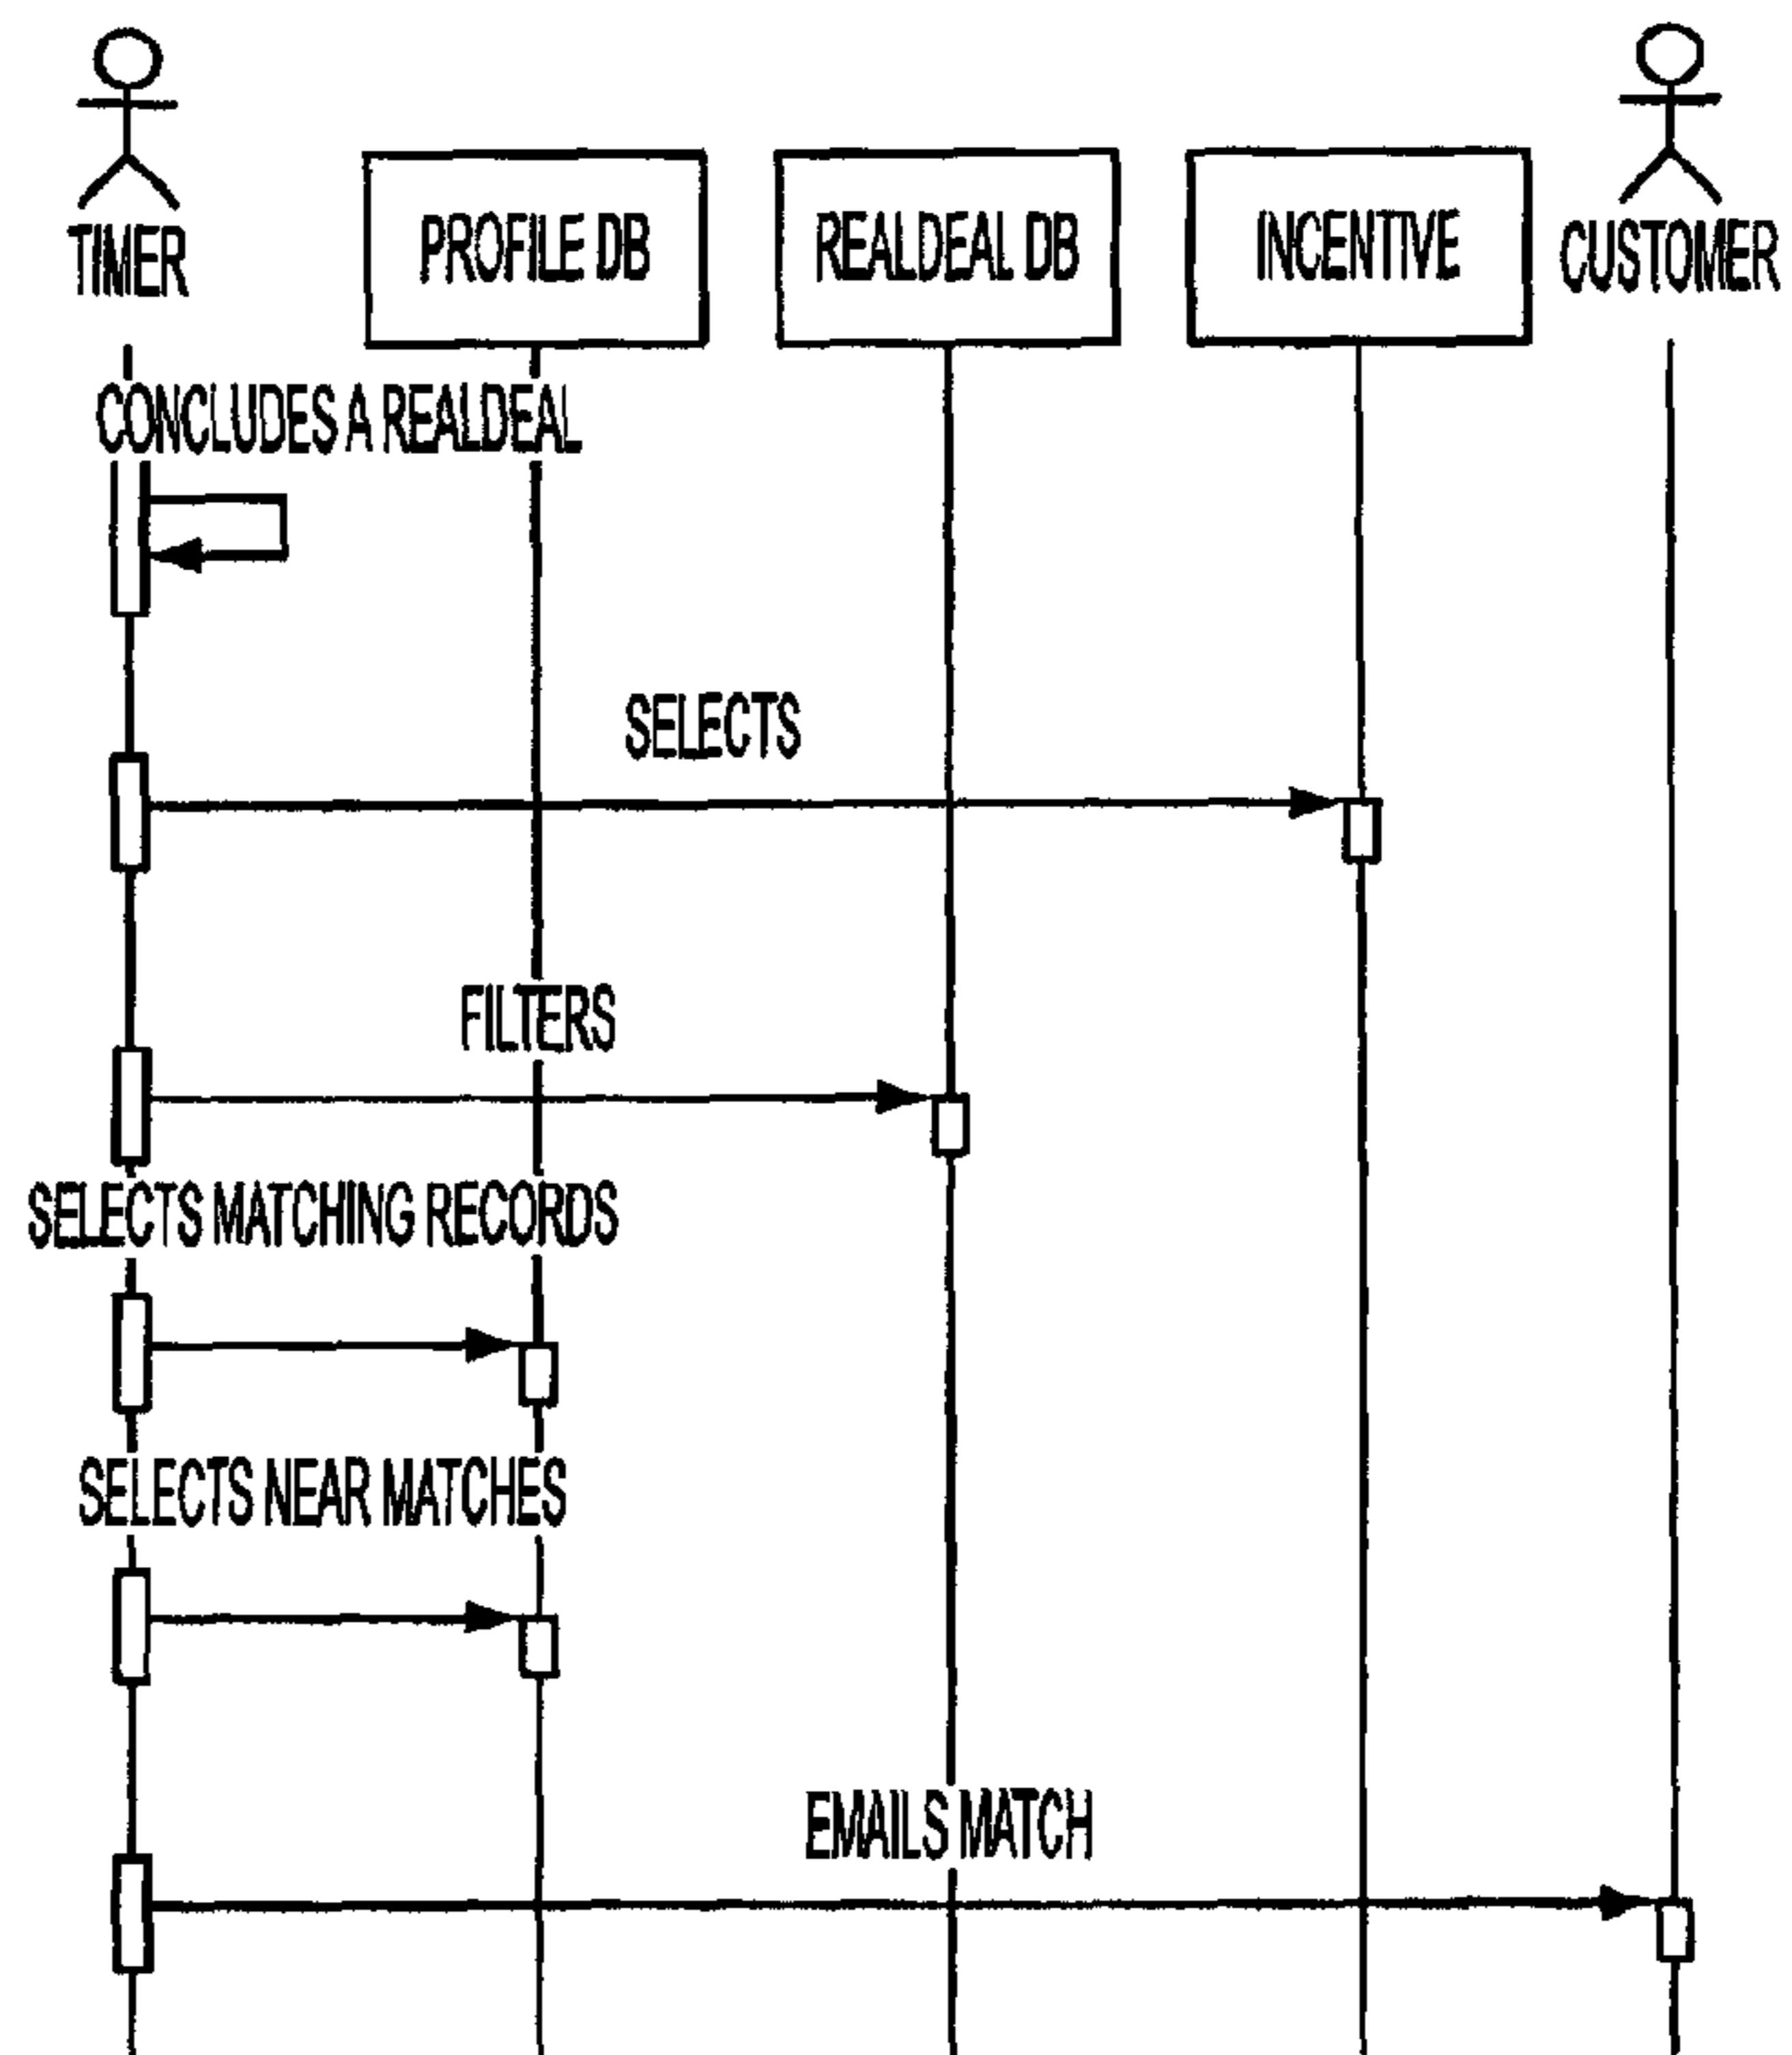 TIMER
PROFILE DB
REALDEAL DB
INCENTIVE
CUSTOMER
CONCLUDES A REALDEAL
SELECTS
FILTERS
SELECTS MATCHING RECORDS
SELECTS NEAR MATCHES
EMAILS MATCH